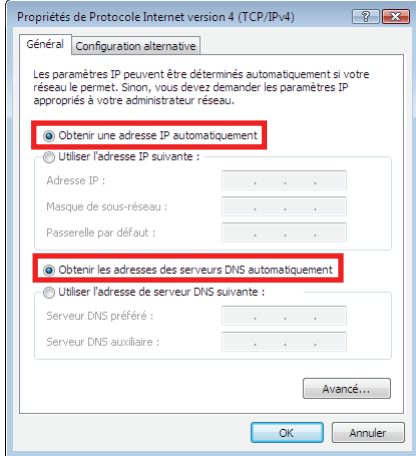 Propriétés de Protocole Internet version 4 (TCP/IPv4)
Général
Configuration alternative
Les paramètres IP peuvent être déterminés automatiquement si votre
réseau le permet. Sinon, vous devez demander les paramètres IP
appropriés à votre administrateur réseau.
Obtenir une adresse IP automatiquement
Utiliser l'adresse IP suivante :
Adresse IP :
Masque de sous-réseau :
Passerelle par défaut :
Obtenir les adresses des serveurs DNS automatiquement
Utiliser l'adresse de serveur DNS suivante :
Serveur DNS préféré :
Serveur DNS auxiliaire :
Avancé...
OK
Annuler